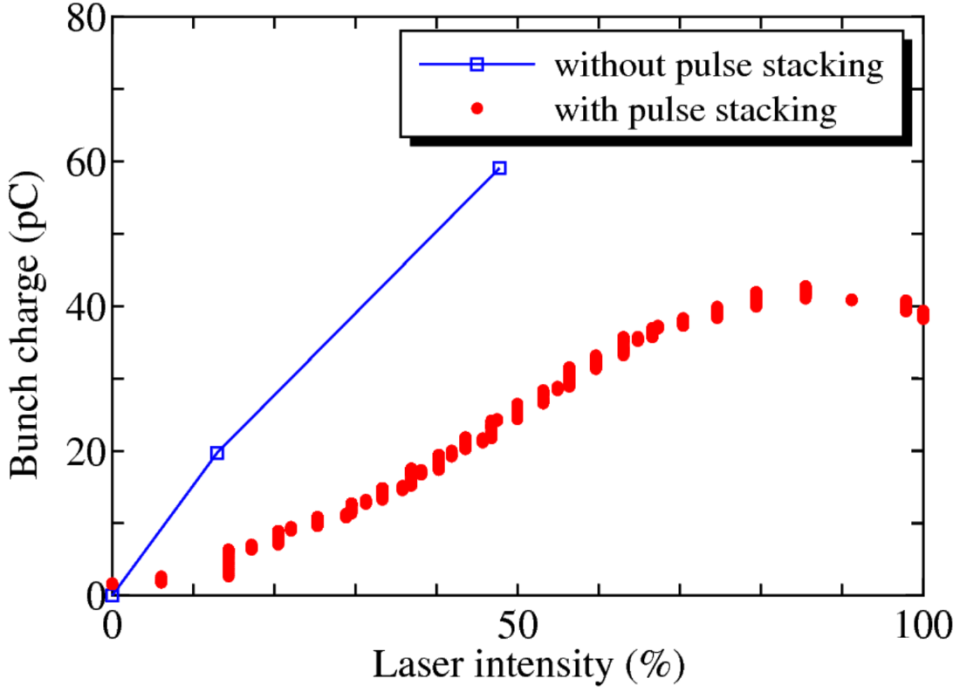 80
without pulse stacking
with pulse stacking
60
Bunch charge (pC)
40
20
0
0
50
100
Laser intensity (%)